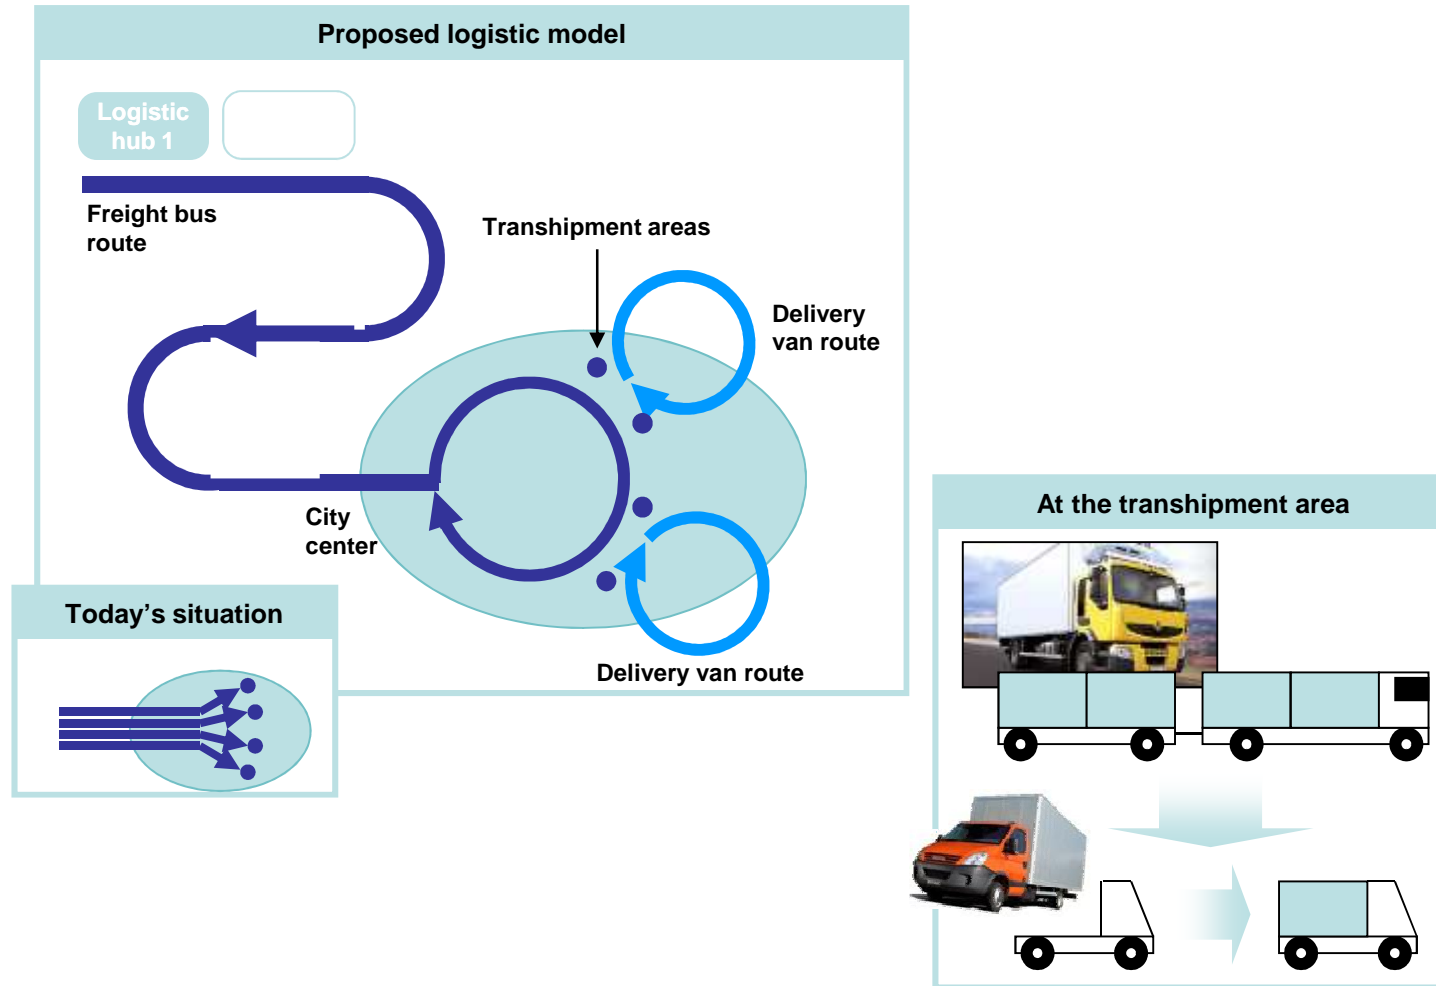 Proposed logistic model
Logistic
hub 1
Freight bus
route
Transhipment areas
Delivery
van route
City
center
Delivery van route
Today’s situation
At the transhipment area